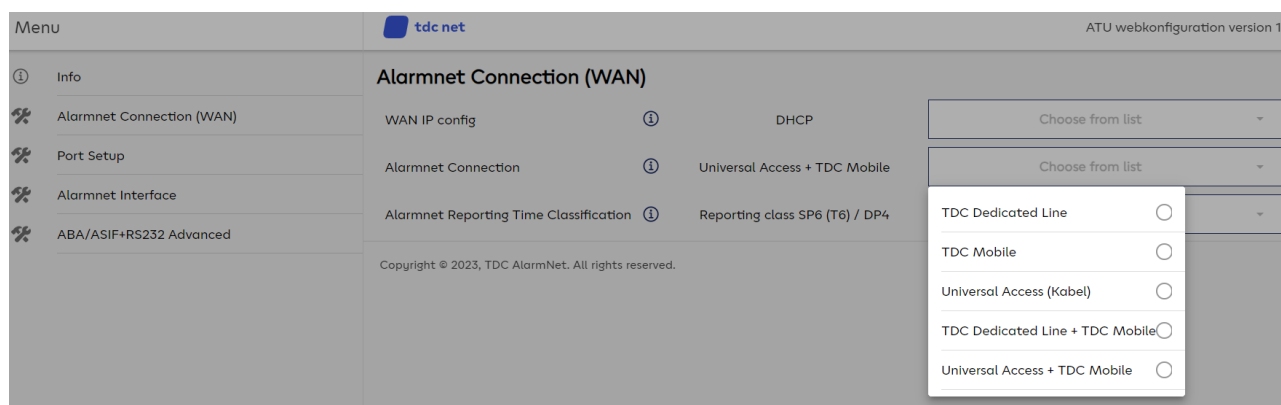 Menu
tdc net
ATU webkonfiguration version 1
Info
Alarmnet Connection (WAN)
Port Setup
Alarmnet Interface
ABA/ASIF+RS232 Advanced
Alarmnet Connection (WAN)
WAN IP config
DHCP
Choose from list
Alarmnet Connection
Universal Access + TDC Mobile
Choose from list
Alarmnet Reporting Time Classification
Reporting class SP6 (T6) / DP4
TDC Dedicated Line
TDC Mobile
Universal Access (Kabel)
TDC Dedicated Line + TDC Mobile
Universal Access + TDC Mobile
Copyright © 2023, TDC AlarmNet. All rights reserved.